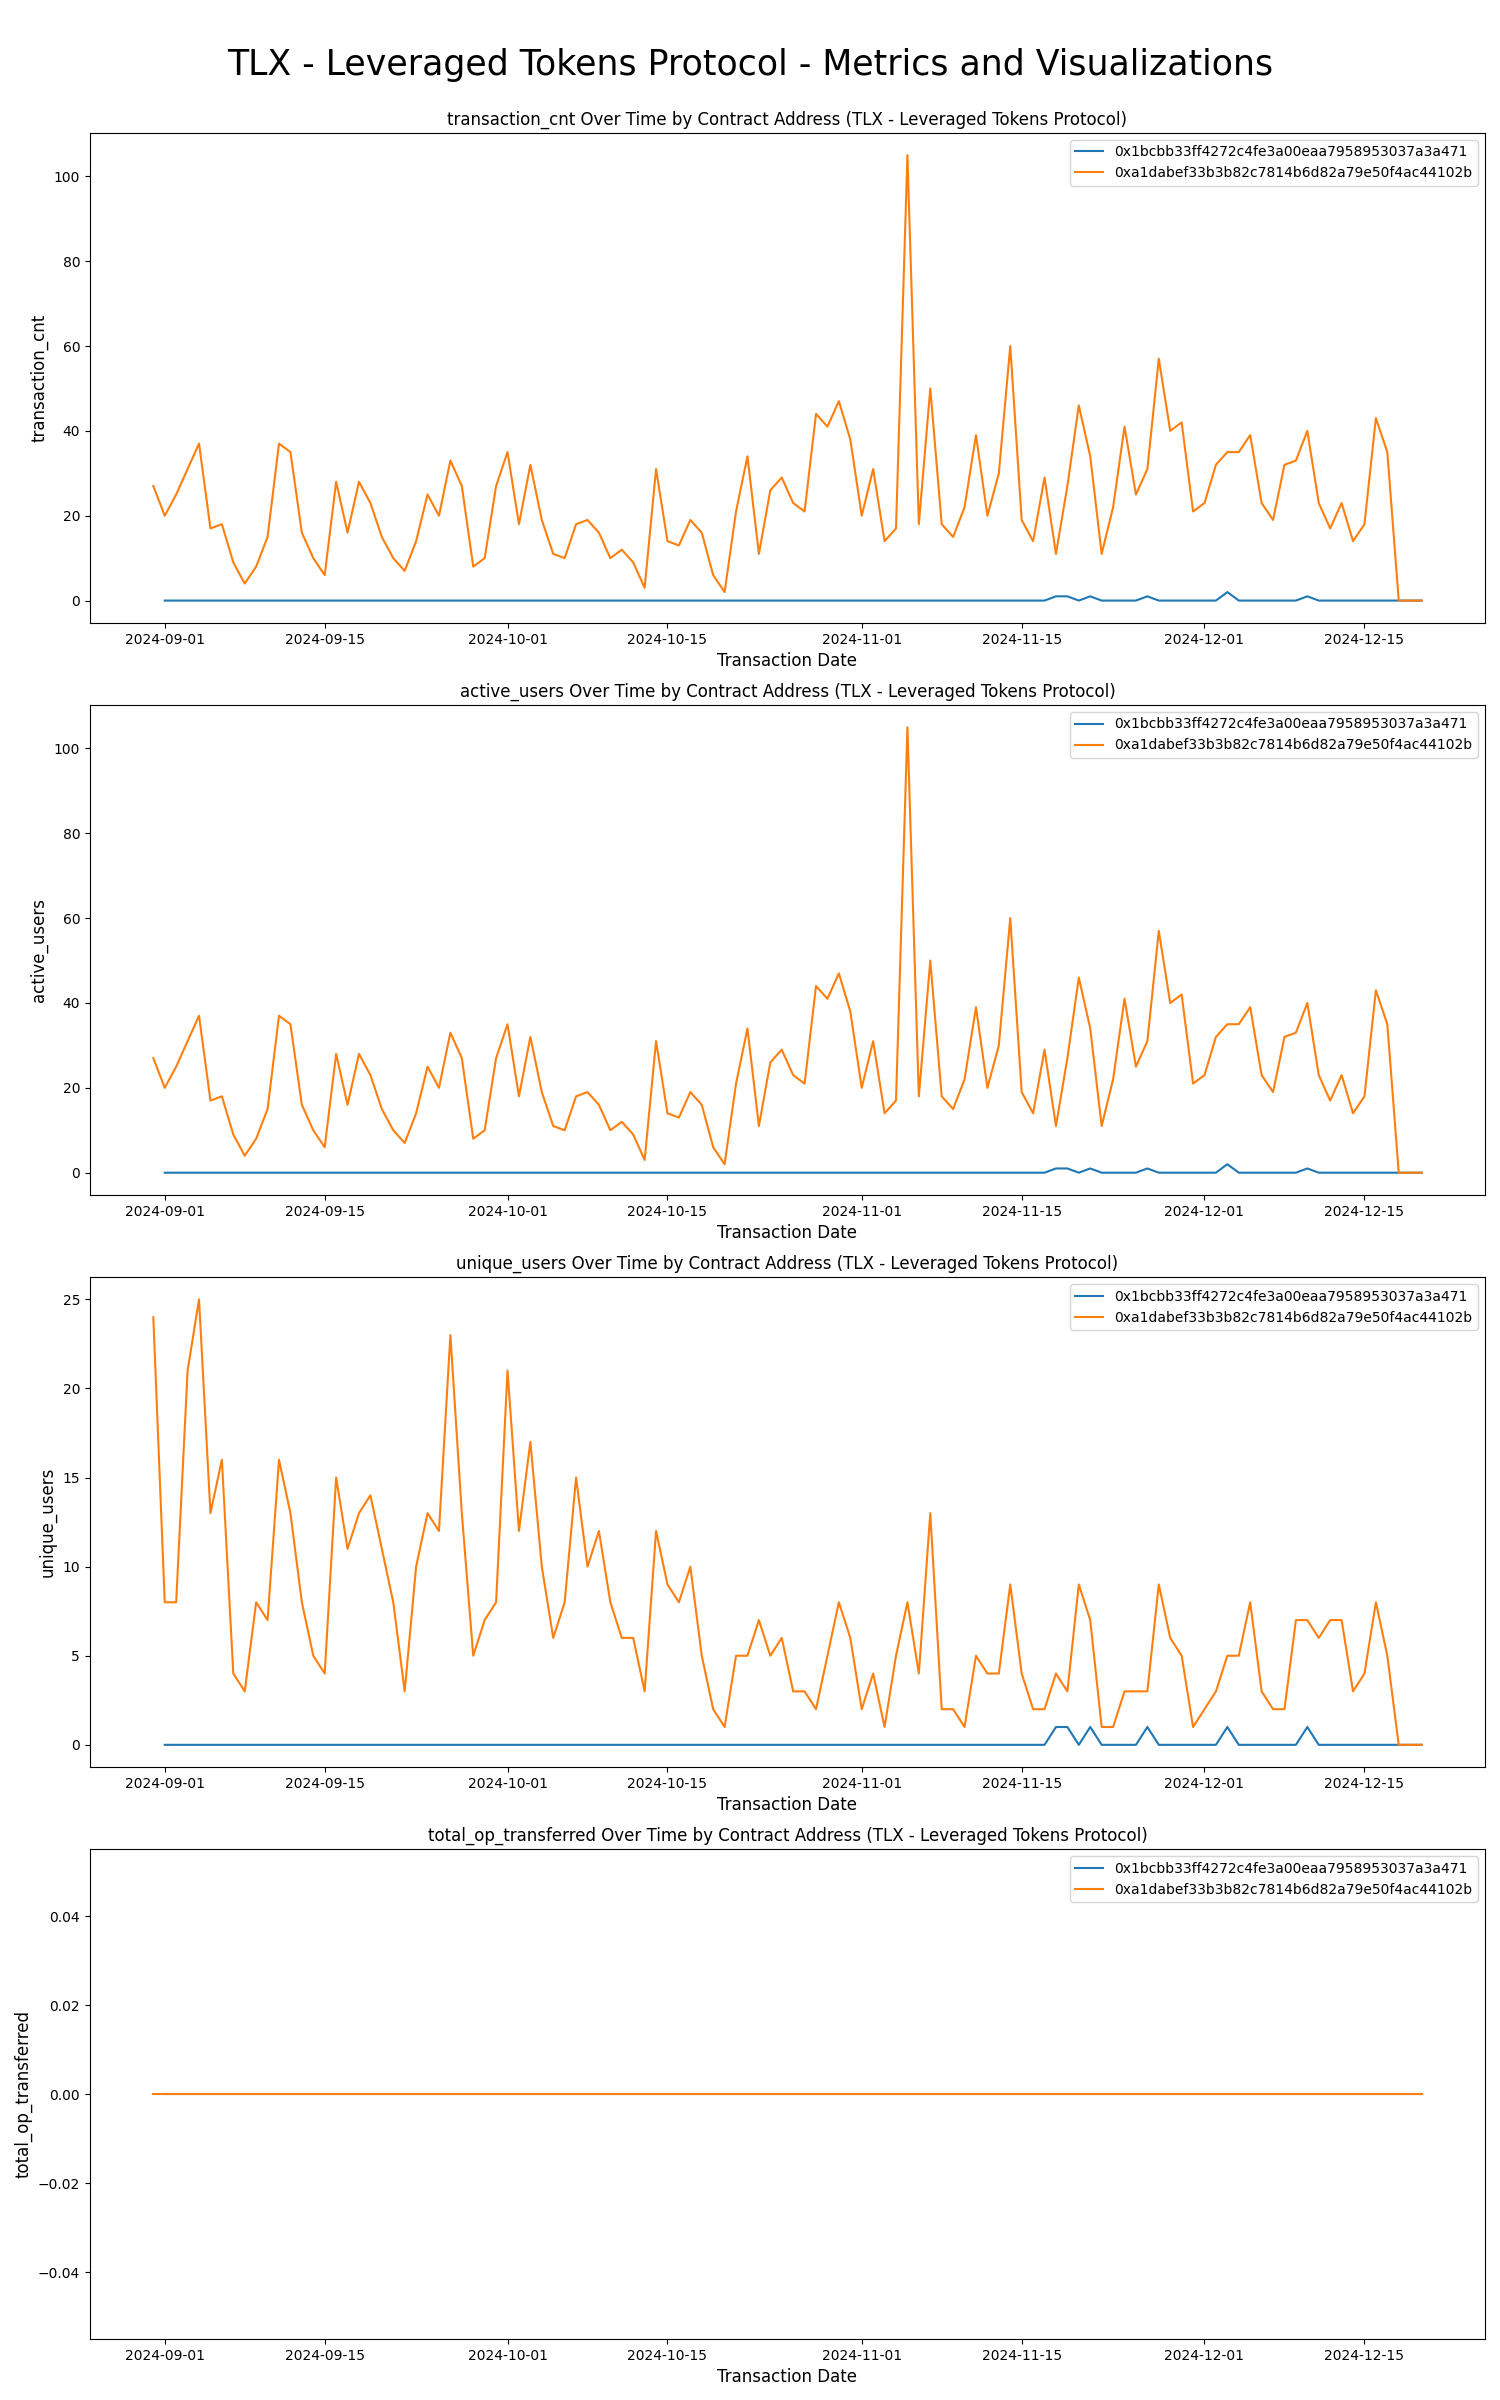 TLX - Leveraged Tokens Protocol - Metrics and Visualizations
transaction_cnt Over Time by Contract Address (TLX - Leveraged Tokens Protocol)
0x1bcbb33ff4272c4fe3a00eaa7958953037a3a471
0xa1dabef33b3b82c7814b6d82a79e50f4ac44102b
transaction_cnt
100
80
60
40
20
0
2024-09-01 2024-09-15 2024-10-01 2024-10-15 2024-11-01 2024-11-15 2024-12-01 2024-12-15
Transaction Date
active_users Over Time by Contract Address (TLX - Leveraged Tokens Protocol)
0x1bcbb33ff4272c4fe3a00eaa7958953037a3a471
0xa1dabef33b3b82c7814b6d82a79e50f4ac44102b
active_users
100
80
60
40
20
0
2024-09-01 2024-09-15 2024-10-01 2024-10-15 2024-11-01 2024-11-15 2024-12-01 2024-12-15
Transaction Date
unique_users Over Time by Contract Address (TLX - Leveraged Tokens Protocol)
0x1bcbb33ff4272c4fe3a00eaa7958953037a3a471
0xa1dabef33b3b82c7814b6d82a79e50f4ac44102b
unique_users
25
20
15
10
5
0
2024-09-01 2024-09-15 2024-10-01 2024-10-15 2024-11-01 2024-11-15 2024-12-01 2024-12-15
Transaction Date
total_op_transferred Over Time by Contract Address (TLX - Leveraged Tokens Protocol)
0x1bcbb33ff4272c4fe3a00eaa7958953037a3a471
0xa1dabef33b3b82c7814b6d82a79e50f4ac44102b
total_op_transferred
0.04
0.02
0.00
−0.02
−0.04
2024-09-01 2024-09-15 2024-10-01 2024-10-15 2024-11-01 2024-11-15 2024-12-01 2024-12-15
Transaction Date